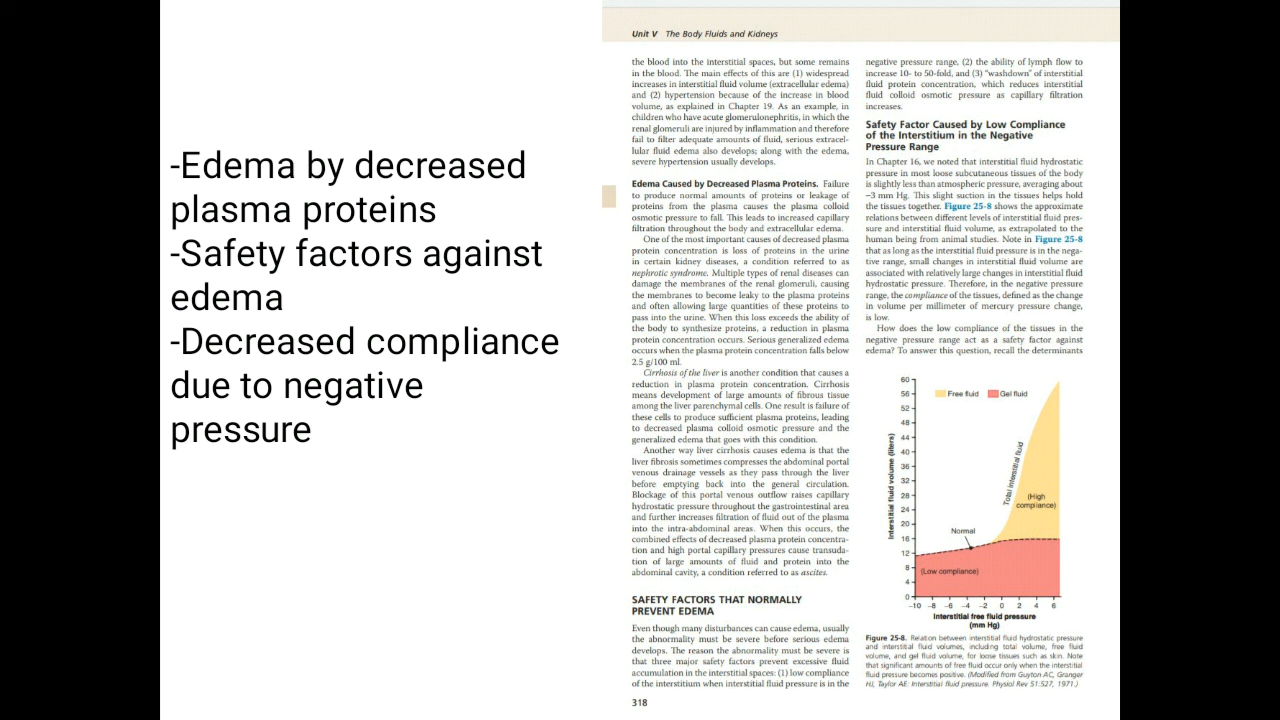 -Edema by decreased
plasma proteins
-Safety factors against
edema
-Decreased compliance
due to negative
pressure
Unit V The Body Fluids and Kidneys
the blood into the interstitial spaces, but some remains
in the blood. The main effects of this are (1) widespread
increases in interstitial fluid volume (extracellular edema)
and (2) hypertension because of the increase in blood
volume, as explained in Chapter 19. As an example, in
children who have acute glomerulonephritis, in which the
renal glomeruli are injured by inflammation and therefore
fail to filter adequate amounts of fluid, serious extracel-
lular fluid edema also develops; along with the edema,
severe hypertension usually develops.
Edema Caused by Decreased Plasma Proteins. Failure
to produce normal amounts of proteins or leakage of
proteins from the plasma causes the plasma colloid
osmotic pressure to fall. This leads to increased capillary
filtration throughout the body and extracellular edema.
One of the most important causes of decreased plasma
protein concentration is loss of proteins in the urine
in certain kidney diseases, a condition referred to as
nephrotic syndrome. Multiple types of renal diseases can
damage the membranes of the renal glomeruli, causing
the membranes to become leaky to the plasma proteins
and often allowing large quantities of these proteins to
pass into the urine. When this loss exceeds the ability of
the body to synthesize proteins, a reduction in plasma
protein concentration occurs. Serious generalized edema
occurs when the plasma protein concentration falls below
2.5 g/100 ml.
Cirrhosis of the liver is another condition that causes a
reduction in plasma protein concentration. Cirrhosis
means development of large amounts of fibrous tissue
among the liver parenchymal cells. One result is failure of
these cells to produce sufficient plasma proteins, leading
to decreased plasma colloid osmotic pressure and the
generalized edema that goes with this condition.
Another way liver cirrhosis causes edema is that the
liver fibrosis sometimes compresses the abdominal portal
venous drainage vessels as they pass through the liver
before emptying back into the general circulation.
Blockage of this portal venous outflow raises capillary
hydrostatic pressure throughout the gastrointestinal area
and further increases filtration of fluid out of the plasma
into the intra-abdominal areas. When this occurs, the
combined effects of decreased plasma protein concentra-
tion and high portal capillary pressures cause transuda-
tion of large amounts of fluid and protein into the
abdominal cavity, a condition referred to as ascites.
SAFETY FACTORS THAT NORMALLY
PREVENT EDEMA
Even though many disturbances can cause edema, usually
the abnormality must be severe before serious edema
develops. The reason the abnormality must be severe is
that three major safety factors prevent excessive fluid
accumulation in the interstitial spaces: (1) low compliance
of the interstitium when interstitial fluid pressure is in the
318
negative pressure range, (2) the ability of lymph flow to
increase 10- to 50-fold, and (3) "washdown" of interstitial
fluid protein concentration, which reduces interstitial
fluid colloid osmotic pressure as capillary filtration
increases.
Safety Factor Caused by Low Compliance
of the Interstitium in the Negative
Pressure Range
In Chapter 16, we noted that interstitial fluid hydrostatic
pressure in most loose subcutaneous tissues of the body
is slightly less than atmospheric pressure, averaging about
−3 mm Hg. This slight suction in the tissues helps hold
the tissues together. Figure 25-8 shows the approximate
relations between different levels of interstitial fluid pres-
sure and interstitial fluid volume, as extrapolated to the
human being from animal studies. Note in Figure 25-8
that as long as the interstitial fluid pressure is in the nega-
tive range, small changes in interstitial fluid volume are
associated with relatively large changes in interstitial fluid
hydrostatic pressure. Therefore, in the negative pressure
range, the compliance of the tissues, defined as the change
in volume per millimeter of mercury pressure change,
is low.
How does the low compliance of the tissues in the
negative pressure range act as a safety factor against
edema? To answer this question, recall the determinants
60
56
52
48
44
40
36
32
28
24
20
16
12
8
4
0
Interstitial fluid volume (liters)
Free fluid Gel fluid
Total interstitial fluid
(High
compliance)
Normal
(Low compliance)
−10 −8 −6 −4 −2 0 2 4 6
Interstitial free fluid pressure
(mm Hg)
Figure 25-8. Relation between interstitial fluid hydrostatic pressure
and interstitial fluid volumes, including total volume, free fluid
volume, and gel fluid volume, for loose tissues such as skin. Note
that significant amounts of free fluid occur only when the interstitial
fluid pressure becomes positive. (Modified from Guyton AC, Granger
HJ, Taylor AE: Interstitial fluid pressure. Physiol Rev 51:527, 1971.)